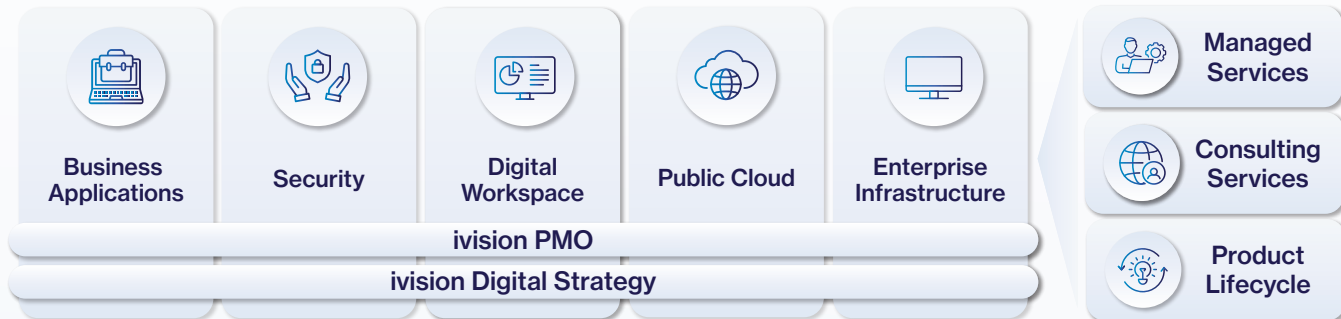 Business
Applications
Security
Digital
Workspace
Public Cloud
Enterprise
Infrastructure
ivision PMO
ivision Digital Strategy
Managed
Services
Consulting
Services
Product
Lifecycle